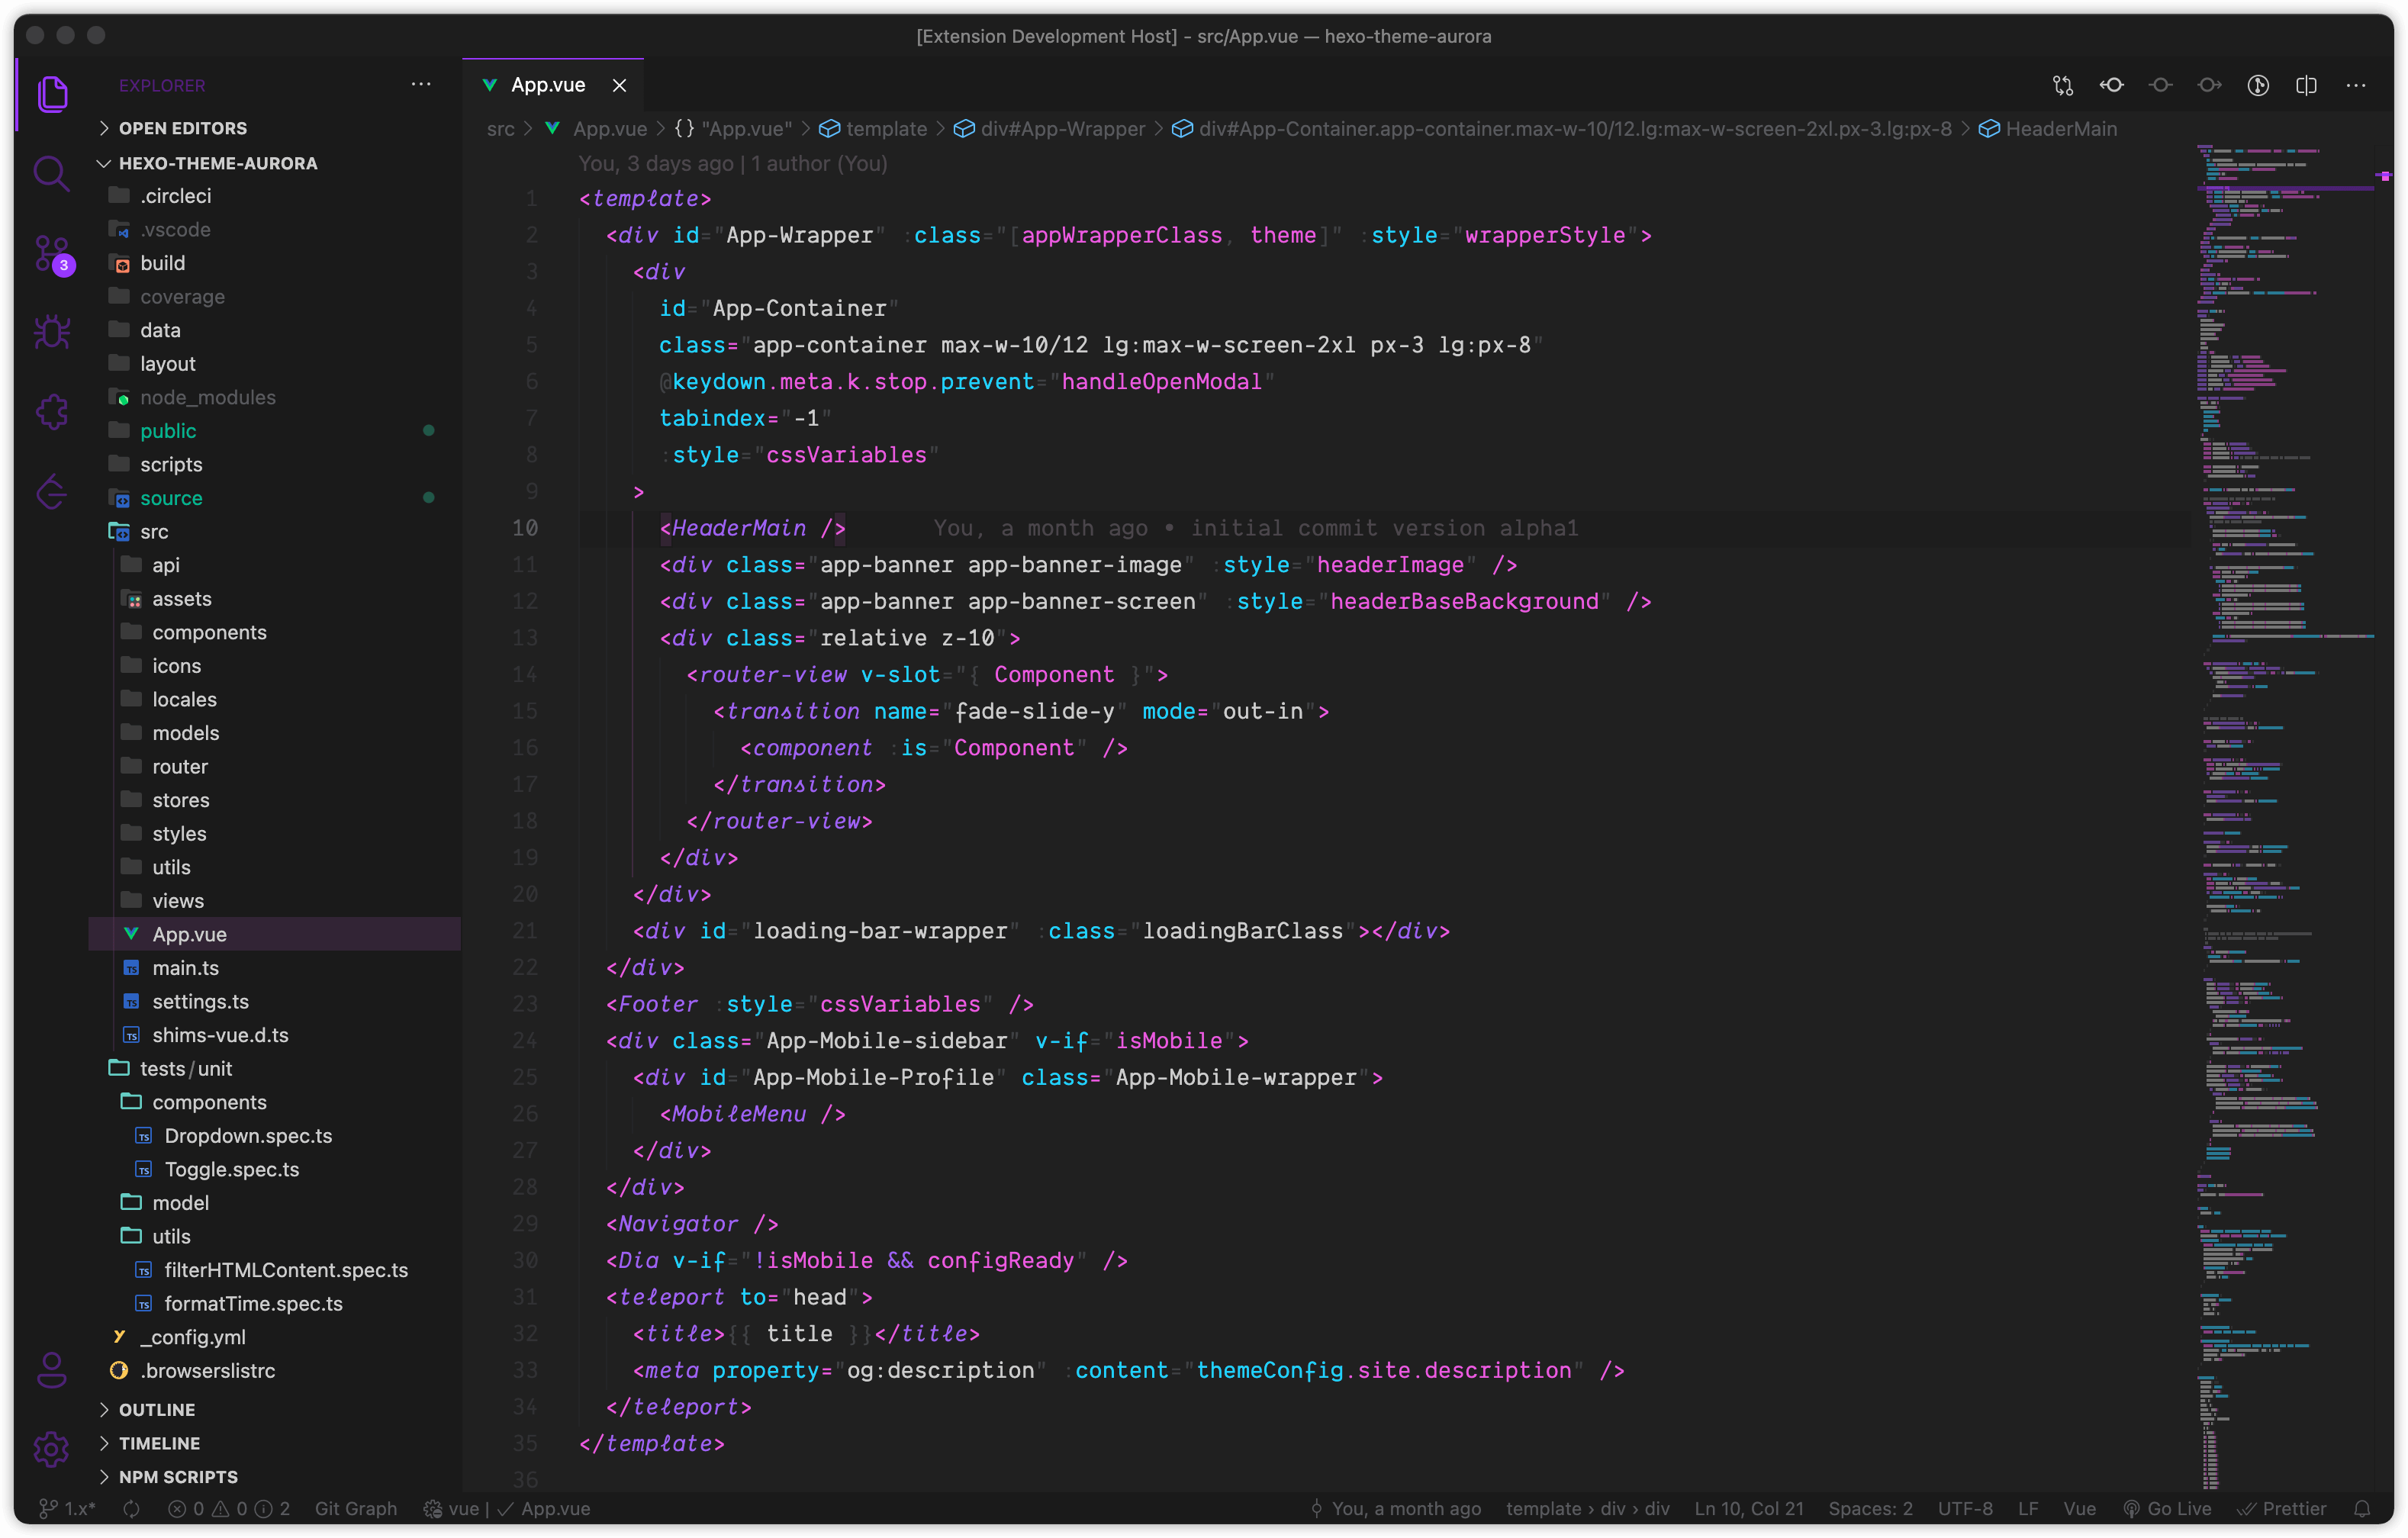 [Extension Development Host] - src/App.vue — hexo-theme-aurora
EXPLORER
OPEN EDITORS
HEXO-THEME-AURORA
.circleci
.vscode
build
coverage
data
layout
node_modules
public
scripts
source
src
api
assets
components
icons
locales
models
router
stores
styles
utils
views
App.vue
main.ts
settings.ts
shims-vue.d.ts
tests/unit
components
Dropdown.spec.ts
Toggle.spec.ts
model
utils
filterHTMLContent.spec.ts
formatTime.spec.ts
_config.yml
.browserslistrc
OUTLINE
TIMELINE
NPM SCRIPTS
3
App.vue
src > App.vue > {} "App.vue" > template > div#App-Wrapper > div#App-Container.app-container.max-w-10/12.lg:max-w-screen-2xl.px-3.lg:px-8 > HeaderMain
You, 3 days ago | 1 author (You)
1 <template>
2 <div id="App-Wrapper" :class="[appWrapperClass, theme]" :style="wrapperStyle">
3 <div
4 id="App-Container"
5 class="app-container max-w-10/12 lg:max-w-screen-2xl px-3 lg:px-8"
6 @keydown.meta.k.stop.prevent="handleOpenModal"
7 tabindex="-1"
8 :style="cssVariables"
9 >
10 <HeaderMain /> You, a month ago • initial commit version alpha1
11 <div class="app-banner app-banner-image" :style="headerImage" />
12 <div class="app-banner app-banner-screen" :style="headerBaseBackground" />
13 <div class="relative z-10">
14 <router-view v-slot="{ Component }">
15 <transition name="fade-slide-y" mode="out-in">
16 <component :is="Component" />
17 </transition>
18 </router-view>
19 </div>
20 </div>
21 <div id="loading-bar-wrapper" :class="loadingBarClass"></div>
22 </div>
23 <Footer :style="cssVariables" />
24 <div class="App-Mobile-sidebar" v-if="isMobile">
25 <div id="App-Mobile-Profile" class="App-Mobile-wrapper">
26 <MobileMenu />
27 </div>
28 </div>
29 <Navigator />
30 <Dia v-if="!isMobile && configReady" />
31 <teleport to="head">
32 <title>{{ title }}</title>
33 <meta property="og:description" :content="themeConfig.site.description" />
34 </teleport>
35 </template>
36
1.x* 0 0 2 Git Graph vue | App.vue You, a month ago template › div › div Ln 10, Col 21 Spaces: 2 UTF-8 LF Vue Go Live Prettier